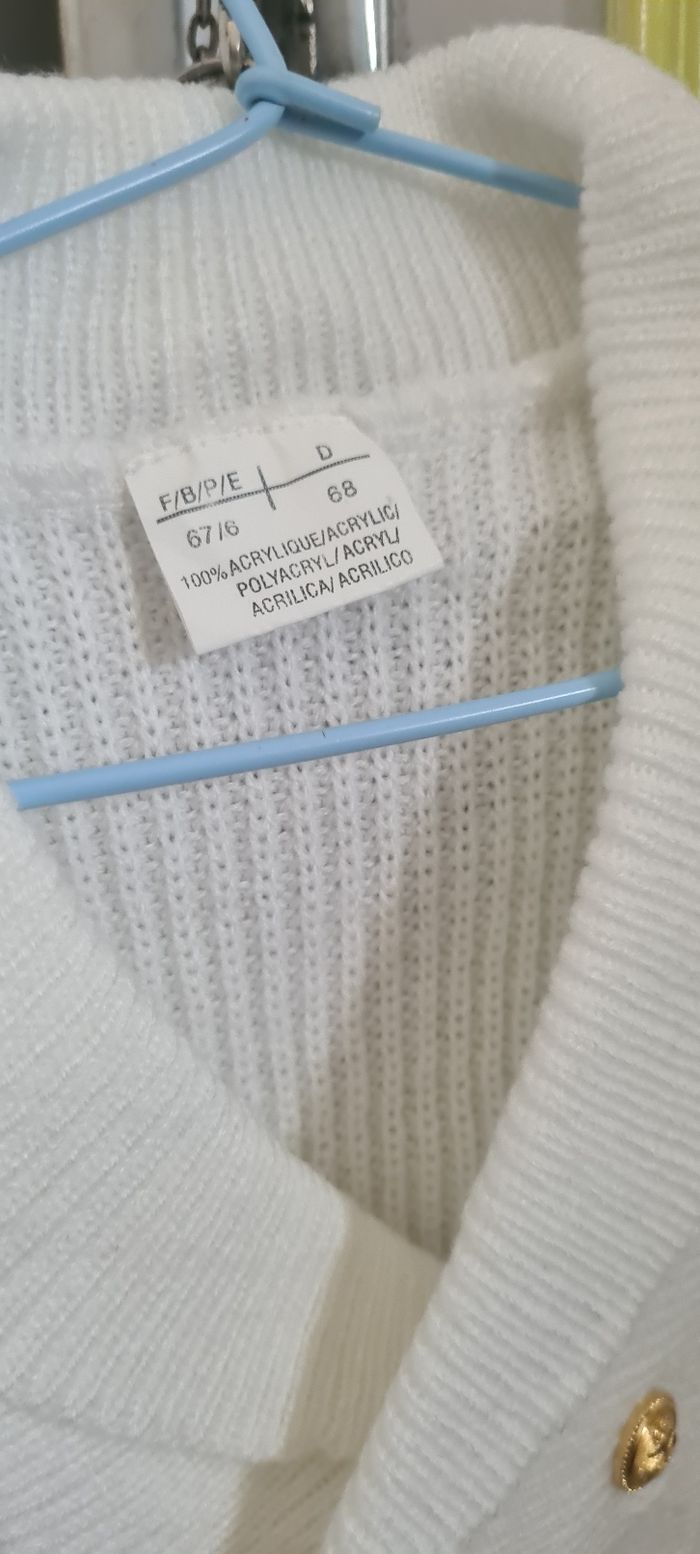 F/B/P/E D
67/6 68
100% ACRYLIQUE/ACRYLIC/
POLYACRYL/ACRYL/
ACRILICA/ACRILICO